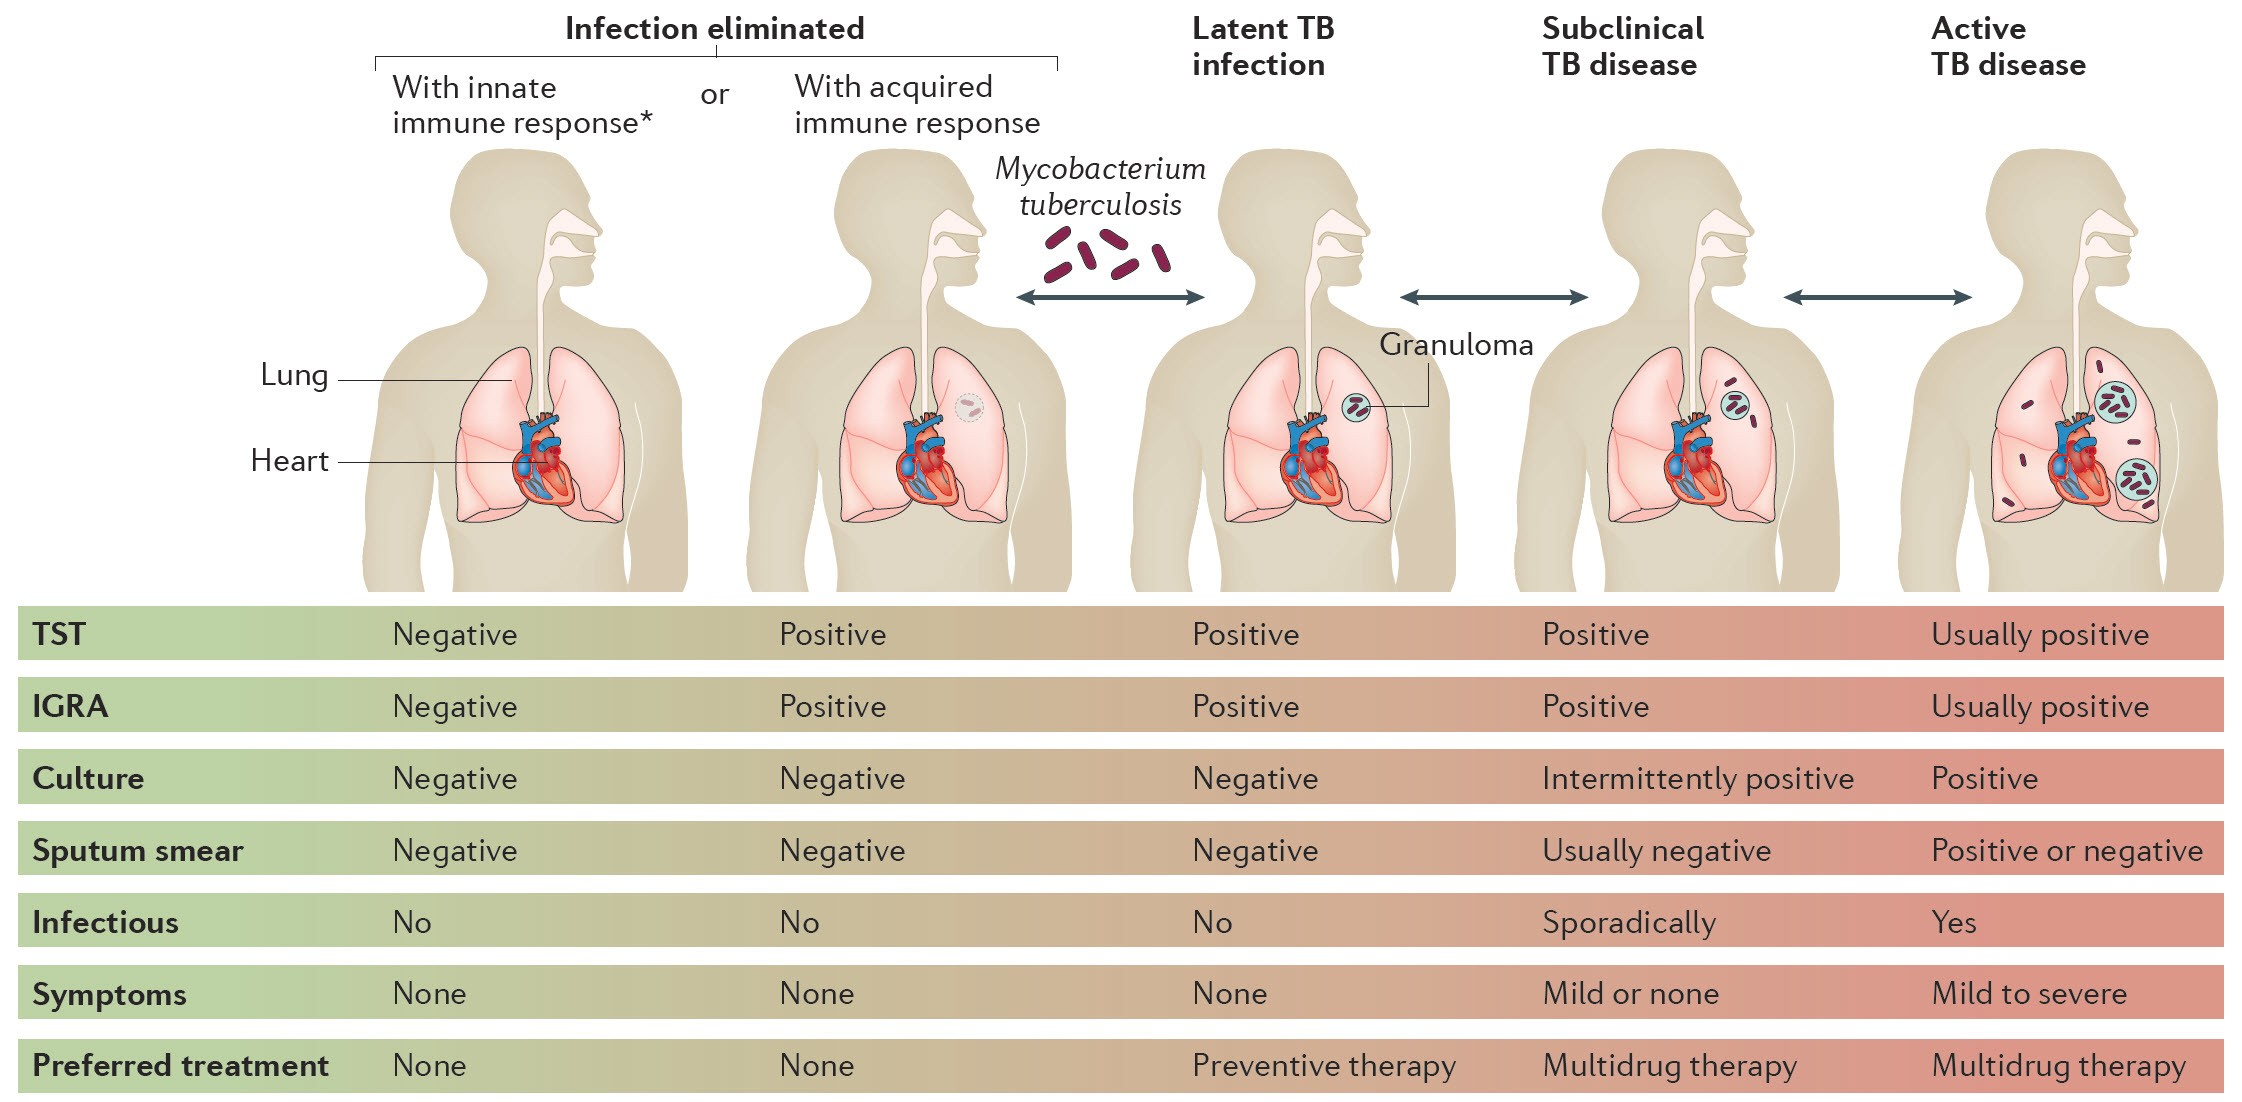 Infection eliminated
With innate
immune response*
or
With acquired
immune response
Latent TB
infection
Subclinical
TB disease
Active
TB disease
Mycobacterium
tuberculosis
Granuloma
Lung
Heart
TST Negative Positive Positive Positive Usually positive
IGRA Negative Positive Positive Positive Usually positive
Culture Negative Negative Negative Intermittently positive Positive
Sputum smear Negative Negative Negative Usually negative Positive or negative
Infectious No No No Sporadically Yes
Symptoms None None None Mild or none Mild to severe
Preferred treatment None None Preventive therapy Multidrug therapy Multidrug therapy